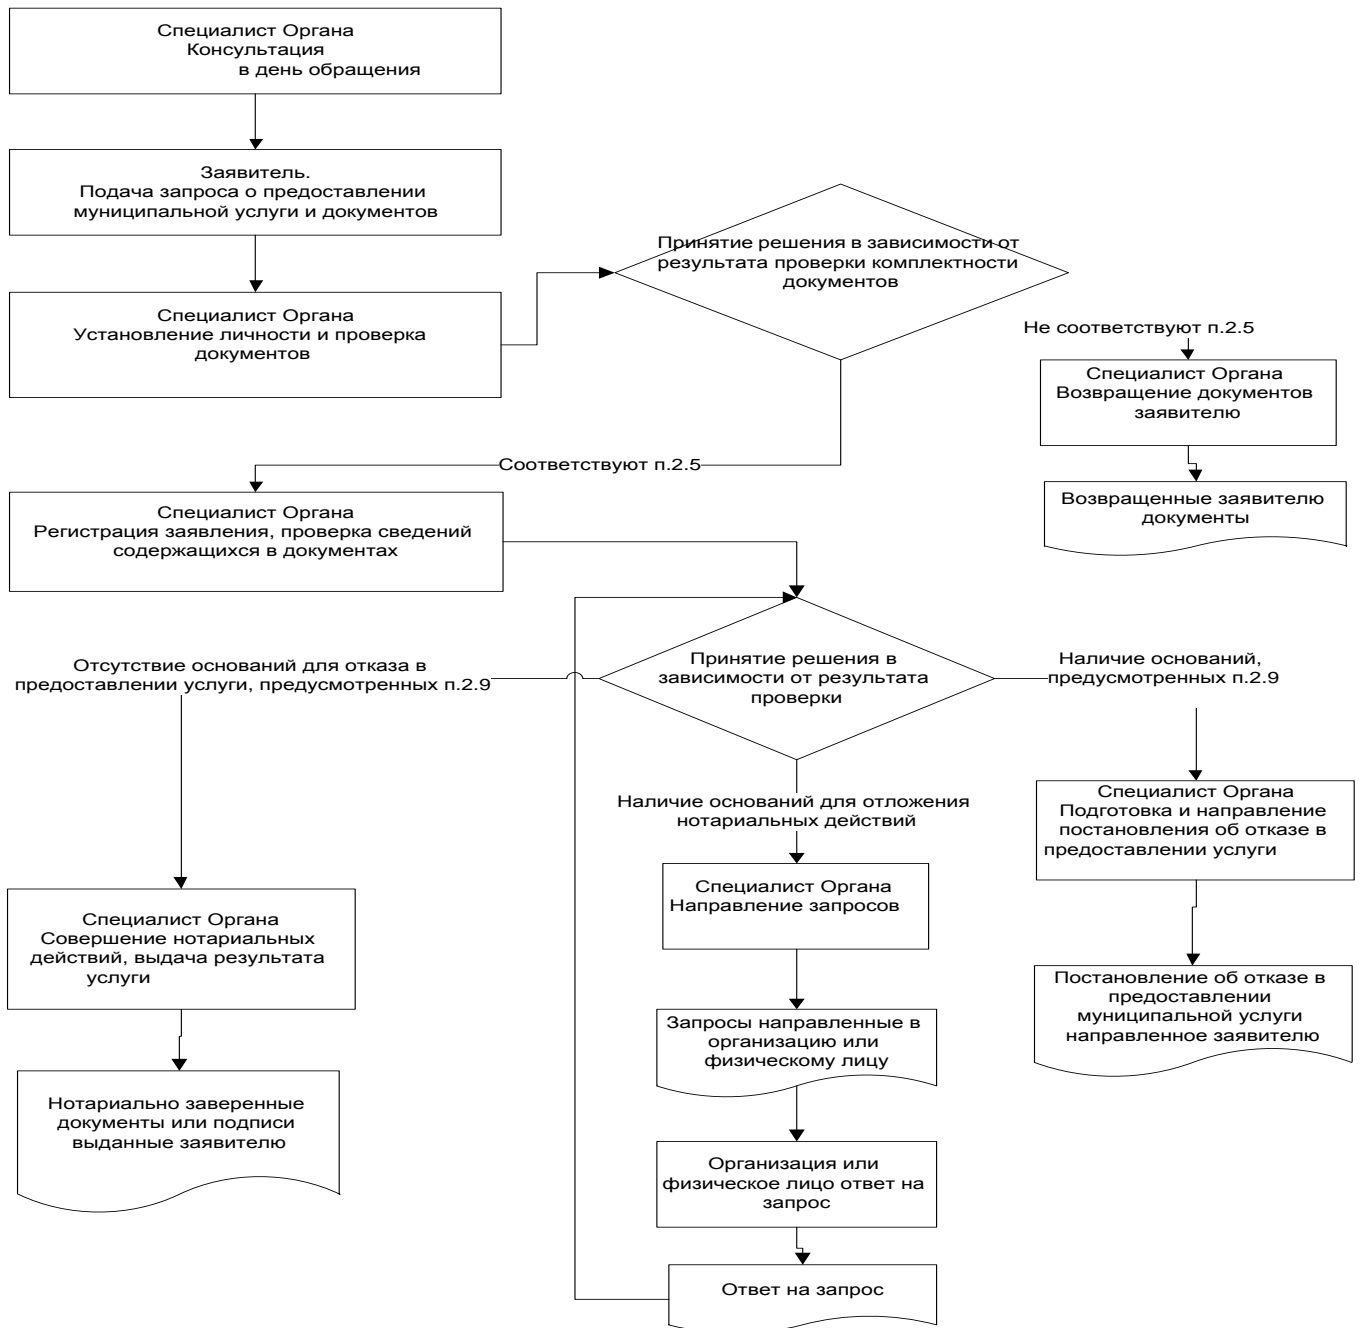 Специалист Органа
Консультация
в день обращения
Заявитель.
Подача запроса о предоставлении
муниципальной услуги и документов
Специалист Органа
Установление личности и проверка
документов
Принятие решения в зависимости от
результата проверки комплектности
документов
Не соответствуют п.2.5
Специалист Органа
Возвращение документов
заявителю
Возвращенные заявителю
документы
Соответствуют п.2.5
Специалист Органа
Регистрация заявления, проверка сведений
содержащихся в документах
Принятие решения в
зависимости от результата
проверки
Отсутствие оснований для отказа в
предоставлении услуги, предусмотренных п.2.9
Наличие оснований,
предусмотренных п.2.9
Наличие оснований для отложения
нотариальных действий
Специалист Органа
Подготовка и направление
постановления об отказе в
предоставлении услуги
Специалист Органа
Направление запросов
Специалист Органа
Совершение нотариальных
действий, выдача результата
услуги
Постановление об отказе в
предоставлении
муниципальной услуги
направленное заявителю
Запросы направленные в
организацию или
физическому лицу
Нотариально заверенные
документы или подписи
выданные заявителю
Организация или
физическое лицо ответ на
запрос
Ответ на запрос